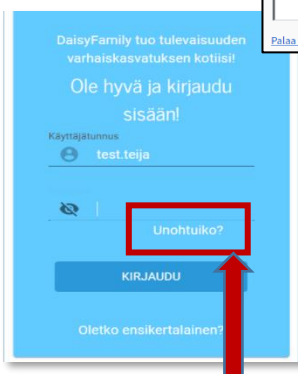 Palaa
DaisyFamily tuo tulevaisuuden
varhaiskasvatuksen kotiisi!
Ole hyvä ja kirjaudu
sisään!
Käyttäjätunnus
test.teija
Unohtuiko?
KIRJAUDU
Oletko ensikertalainen?